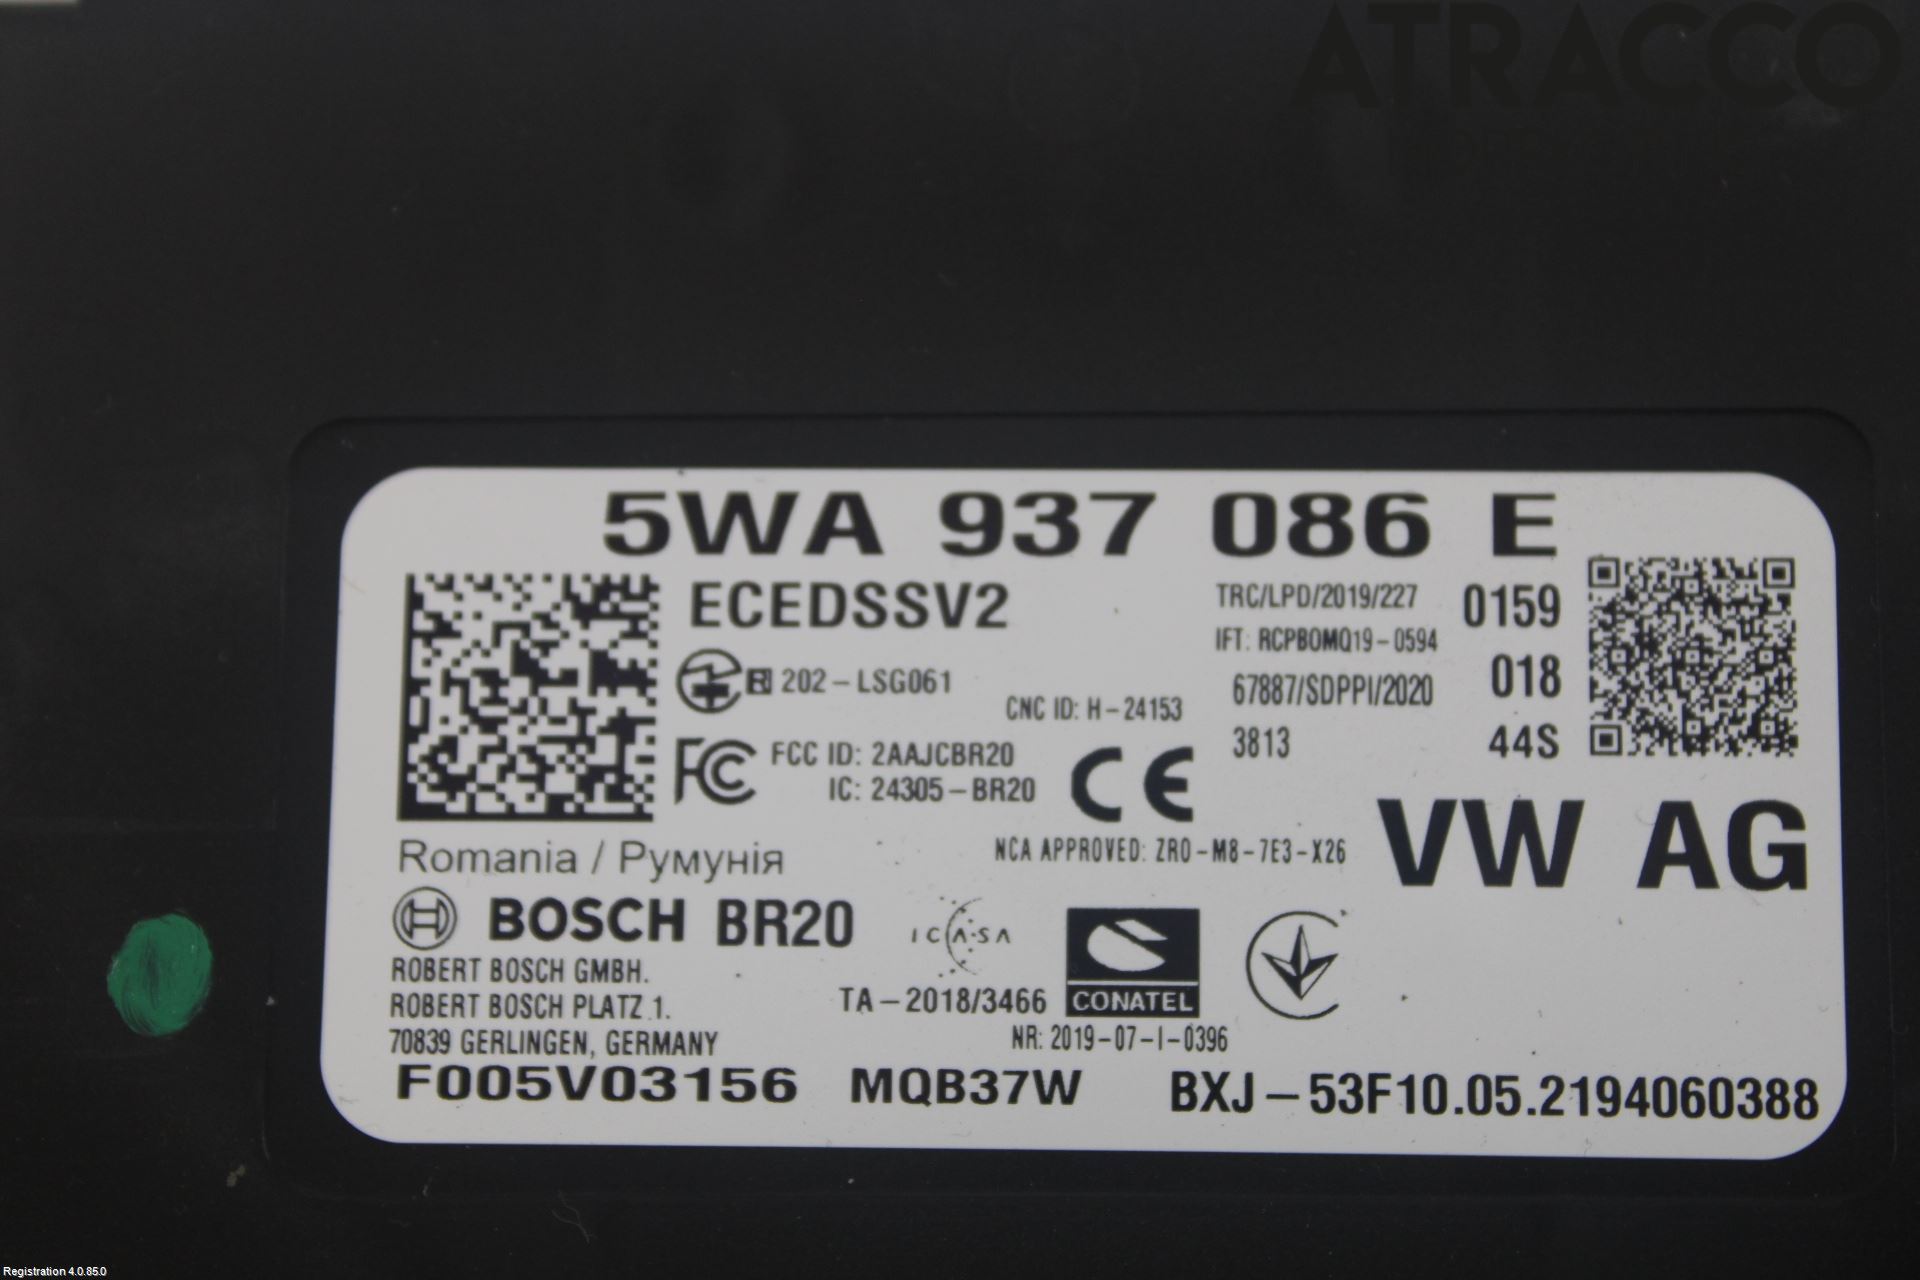 ATRACCO
5WA 937 086 E
ECEDSSV2
TRC/LPD/2019/227
0159
IFT: RCPBOMQ19-0594
R 202-LSG061
67887/SDPPI/2020
018
CNC ID: H-24153
3813
44S
FCC ID: 2AAJCBR20
IC: 24305-BR20
CE
VW AG
NCA APPROVED: ZRO-M8-7E3-X26
Romania / Румунія
BOSCH BR20
ICASA
CONATEL
ROBERT BOSCH GMBH.
ROBERT BOSCH PLATZ 1.
TA-2018/3466
70839 GERLINGEN, GERMANY
NR: 2019-07-I-0396
F005V03156 MQB37W BXJ-53F10.05.2194060388
Registration 4.0.85.0